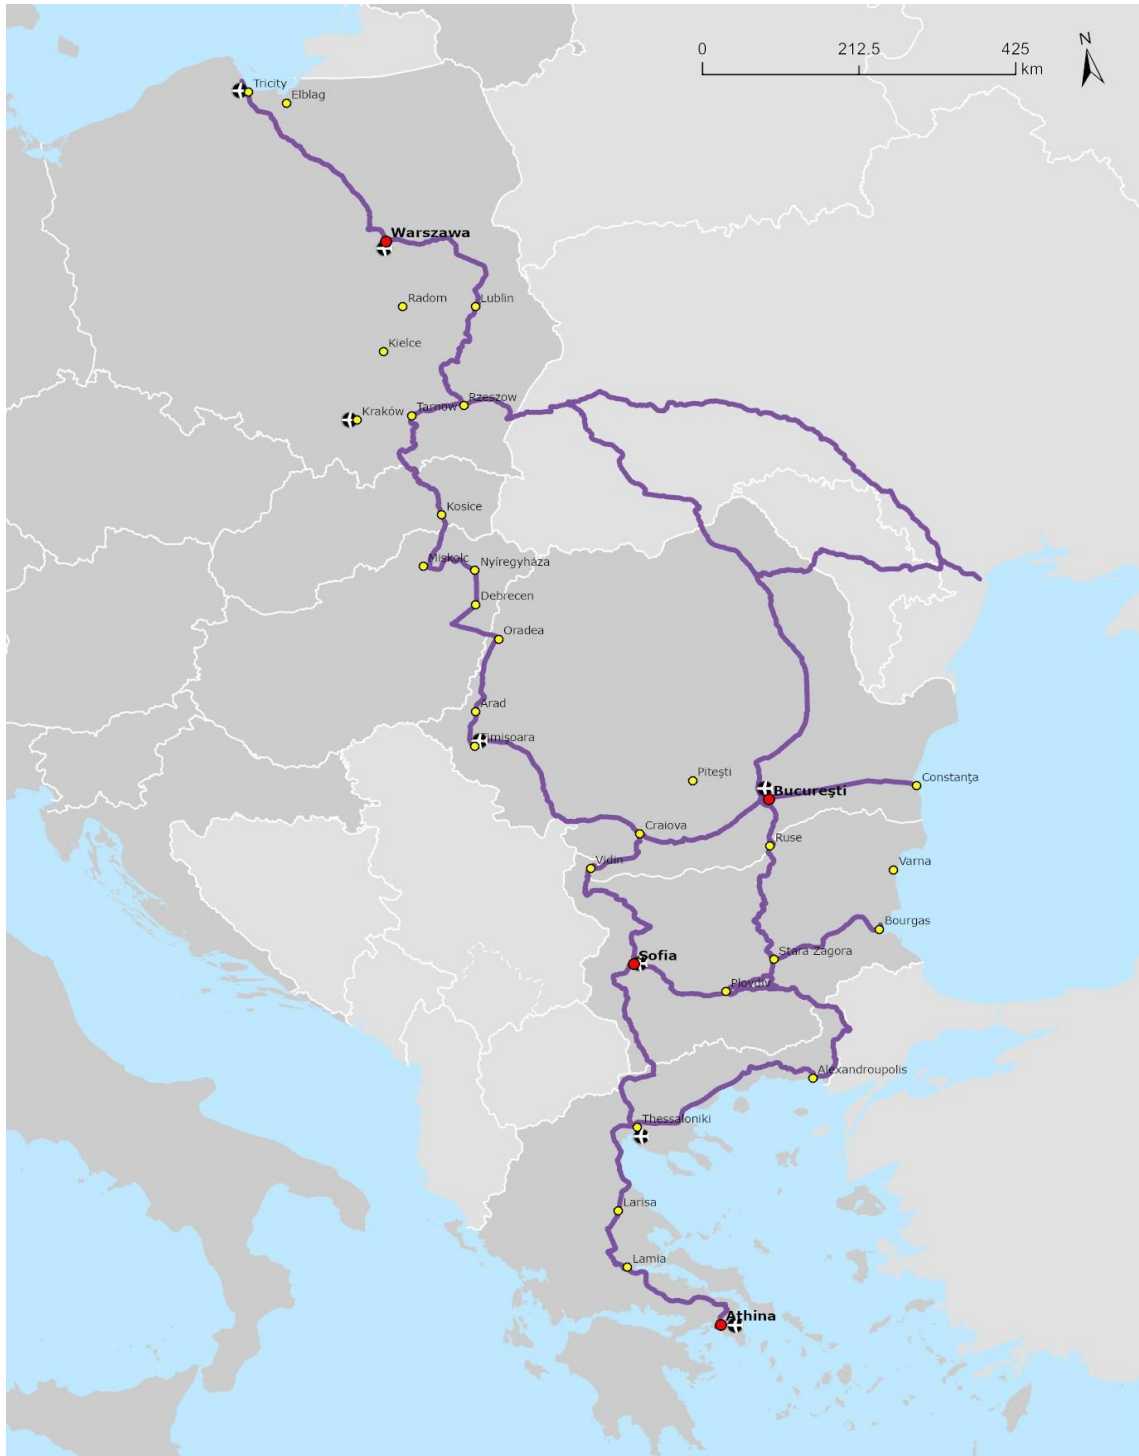 N
0 212.5 425
km
Tricity
Elblag
Warszawa
Radom
Lublin
Kielce
Rzeszow
Tarnow
Kraków
Kosice
Miskolc
Nyíregyháza
Debrecen
Oradea
Arad
Timisoara
Piteşti
Constanţa
Bucureşti
Craiova
Ruse
Vidin
Varna
Bourgas
Sofia
Stara Zagora
Plovdiv
Alexandroupolis
Thessaloniki
Larisa
Lamia
Athina